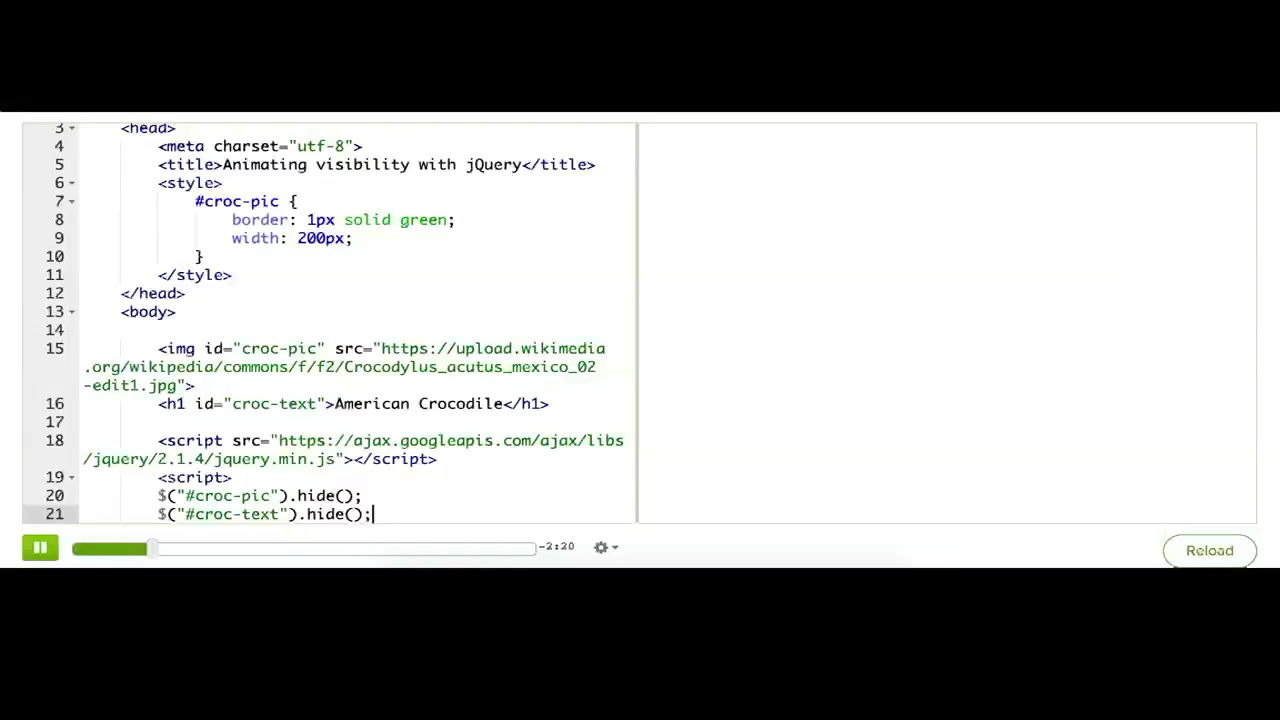 3 <head>
4 <meta charset="utf-8">
5 <title>Animating visibility with jQuery</title>
6 <style>
7 #croc-pic {
8 border: 1px solid green;
9 width: 200px;
10 }
11 </style>
12 </head>
13 <body>
14
15 <img id="croc-pic" src="https://upload.wikimedia
.org/wikipedia/commons/f/f2/Crocodylus_acutus_mexico_02
-edit1.jpg">
16 <h1 id="croc-text">American Crocodile</h1>
17
18 <script src="https://ajax.googleapis.com/ajax/libs
/jquery/2.1.4/jquery.min.js"></script>
19 <script>
20 $("#croc-pic").hide();
21 $("#croc-text").hide();
-2:20
Reload